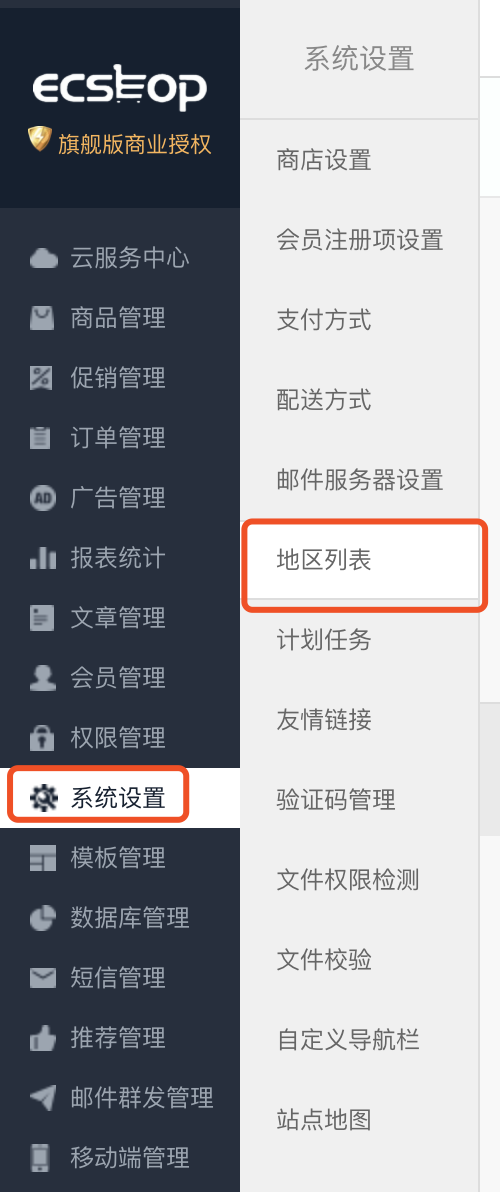 ecshop
旗舰版商业授权
云服务中心
商品管理
促销管理
订单管理
AD
广告管理
报表统计
文章管理
会员管理
权限管理
系统设置
模板管理
数据库管理
短信管理
推荐管理
邮件群发管理
移动端管理
系统设置
商店设置
会员注册项设置
支付方式
配送方式
邮件服务器设置
地区列表
计划任务
友情链接
验证码管理
文件权限检测
文件校验
自定义导航栏
站点地图